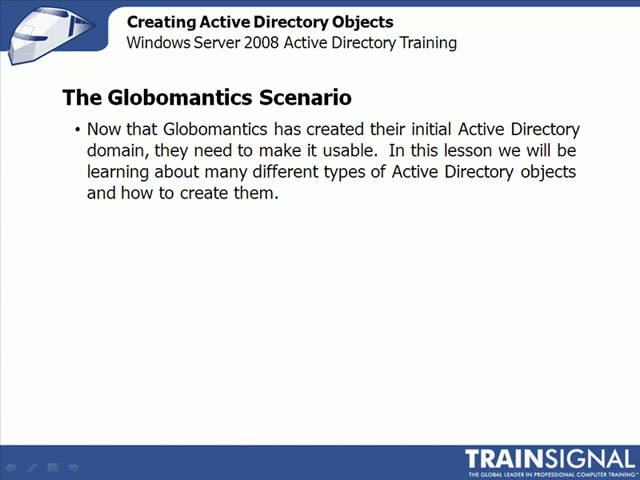 Creating Active Directory Objects
Windows Server 2008 Active Directory Training
The Globomantics Scenario
• Now that Globomantics has created their initial Active Directory
domain, they need to make it usable.  In this lesson we will be
learning about many different types of Active Directory objects
and how to create them.
TRAINSIGNAL
THE GLOBAL LEADER IN PROFESSIONAL COMPUTER TRAINING